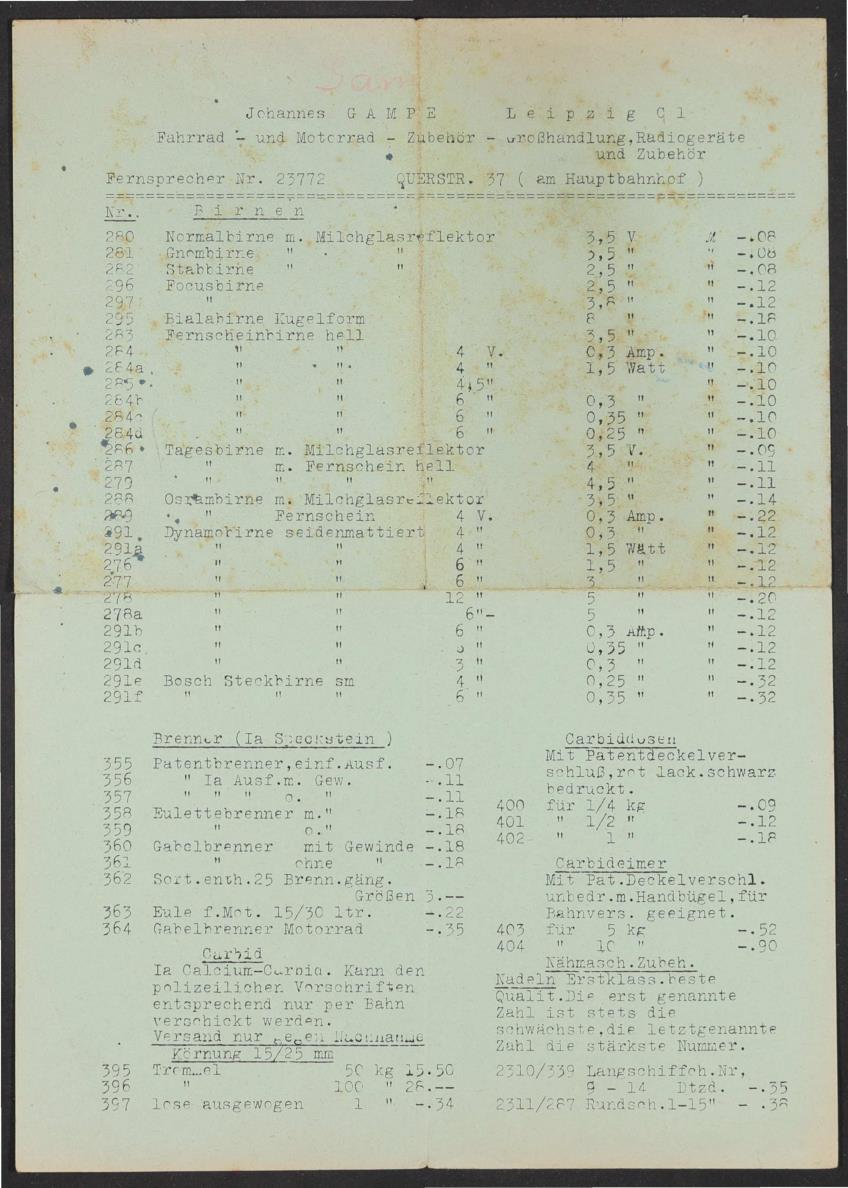 Johannes G A M P E L e i p z i g C 1
Fahrrad - und Motorrad - Zubehör - Großhandlung,Radiogeräte
und Zubehör
Fernsprecher Nr. 23772 QUERSTR. 37 ( am Hauptbahnhof )
Nr.. B i r n e n
280 Normalbirne m. Milchglasreflektor 3,5 V M -.08
281 Gnombirne " " 3,5 " " -.08
282 Stabbirne " " 2,5 " " -.08
296 Focusbirne 2,5 " " -.12
297 " 3,8 " " -.12
295 Bialabirne Kugelform 8 " " -.18
283 Fernscheinbirne hell 3,5 " " -.10
284 " " 4 V. 0,3 Amp. " -.10
284a " " 4 " 1,5 Watt " -.10
285 " " 4,5" " -.10
284b " " 6 " 0,3 " " -.10
284c " " 6 " 0,35 " " -.10
284d " " 6 " 0,25 " " -.10
286 Tagesbirne m. Milchglasreflektor 3,5 V. " -.09
287 " m. Fernschein hell 4 " " -.11
279 " " " " 4,5 " " -.11
288 Osrambirne m. Milchglasreflektor 3,5 " " -.14
289 " Fernschein 4 V. 0,3 Amp. " -.22
291 Dynamobirne seidenmattiert 4 " 0,3 " " -.12
291a " " 4 " 1,5 Watt " -.12
276 " " 6 " 1,5 " " -.12
277 " " 6 " 3 " " -.12
278 " " 12 " 5 " " -.20
278a " " 6"- 5 " " -.12
291b " " 6 " 0,3 Amp. " -.12
291c " " " 0,35 " " -.12
291d " " 3 " 0,3 " " -.12
291e Bosch Steckbirne sm 4 " 0,25 " " -.32
291f " " " 6 " 0,35 " " -.32
Brenner (Ia Speckstein )
355 Patentbrenner,einf.Ausf. -.07
356 " Ia Ausf.m. Gew. -.11
357 " " " o. " -.11
358 Eulettebrenner m." -.18
359 " o." -.18
360 Gabelbrenner mit Gewinde -.18
361 " ohne " -.18
362 Sort.enth.25 Brenn.gäng.
Größen 3.--
363 Eule f.Mot. 15/30 ltr. -.22
364 Gabelbrenner Motorrad -.35
Carbid
Ia Calcium-Carbid. Kann den
polizeilichen Vorschriften
entsprechend nur per Bahn
verschickt werden.
Versand nur gegen Nachnahme
Körnung 15/25 mm
395 Trommel 50 kg 15.50
396 " 100 " 28.--
397 lose ausgewogen 1 " -.34
Carbiddosen
Mit Patentdeckelver-
schluß,rot lack.schwarz
bedruckt.
400 für 1/4 kg -.09
401 " 1/2 " -.12
402 " 1 " -.18
Carbideimer
Mit Pat.Deckelverschl.
unbedr.m.Handbügel,für
Bahnvers. geeignet.
403 für 5 kg -.52
404 " 10 " -.90
Nähmasch.Zubeh.
Nadeln Erstklass.beste
Qualit.Die erst genannte
Zahl ist stets die
schwächste,die letztgenannte
Zahl die stärkste Nummer.
2310/339 Langschiffch.Nr,
9 - 14 Dtzd. -.35
2311/287 Rundsch.1-15" - .38